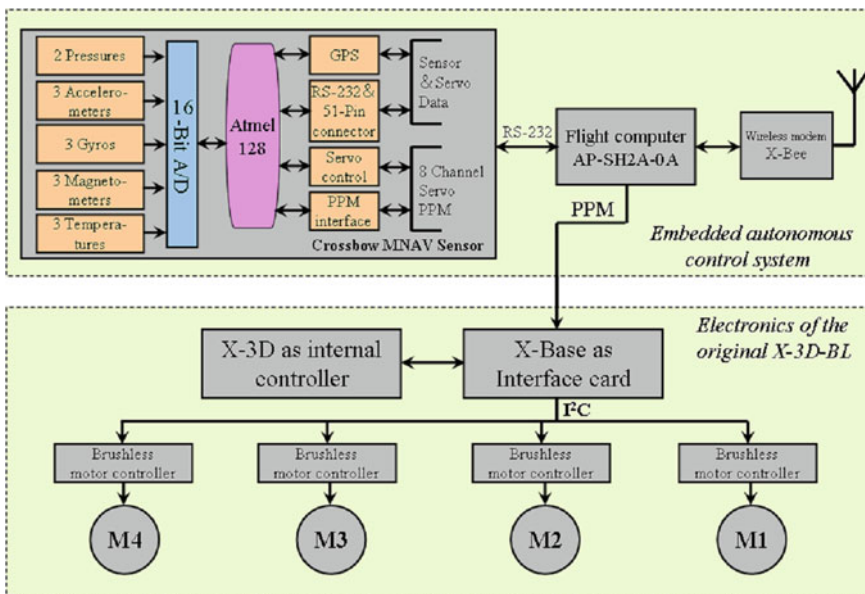 2 Pressures
3 Accelero-
meters
3 Gyros
3 Magneto-
meters
3 Tempera-
tures
16
-Bit A/D
Atmel
128
GPS
RS-232 &
51-Pin
connector
Servo
control
PPM
interface
Sensor
& Servo
Data
8 Channel
Servo
PPM
Crossbow MNAV Sensor
RS-232
Flight computer
AP-SH2A-0A
Wireless modem
X-Bee
PPM
Embedded autonomous
control system
Electronics of the
original X-3D-BL
X-3D as internal
controller
X-Base as
Interface card
I²C
Brushless
motor controller
Brushless
motor controller
Brushless
motor controller
Brushless
motor controller
M4
M3
M2
M1